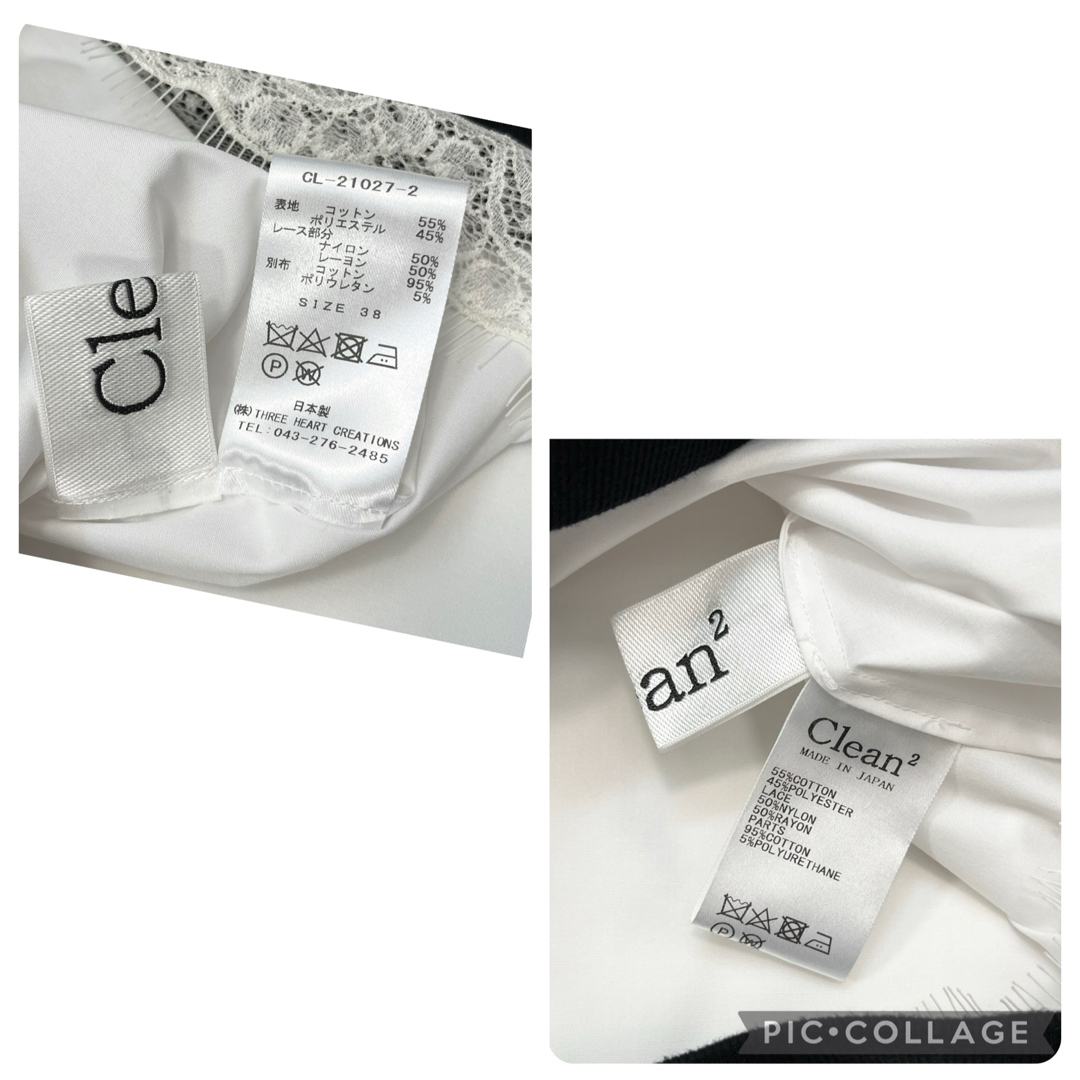 Cle
CL-21027-2
表地 コットン 55%
ポリエステル 45%
レース部分
ナイロン 50%
レーヨン 50%
別布 コットン 95%
ポリウレタン 5%
SIZE 38
P W
日本製
(株)THREE HEART CREATIONS
TEL:043-276-2485
an²
Clean²
MADE IN JAPAN
55%COTTON
45%POLYESTER
LACE
50%NYLON
50%RAYON
PARTS
95%COTTON
5%POLYURETHANE
P W
PIC•COLLAGE